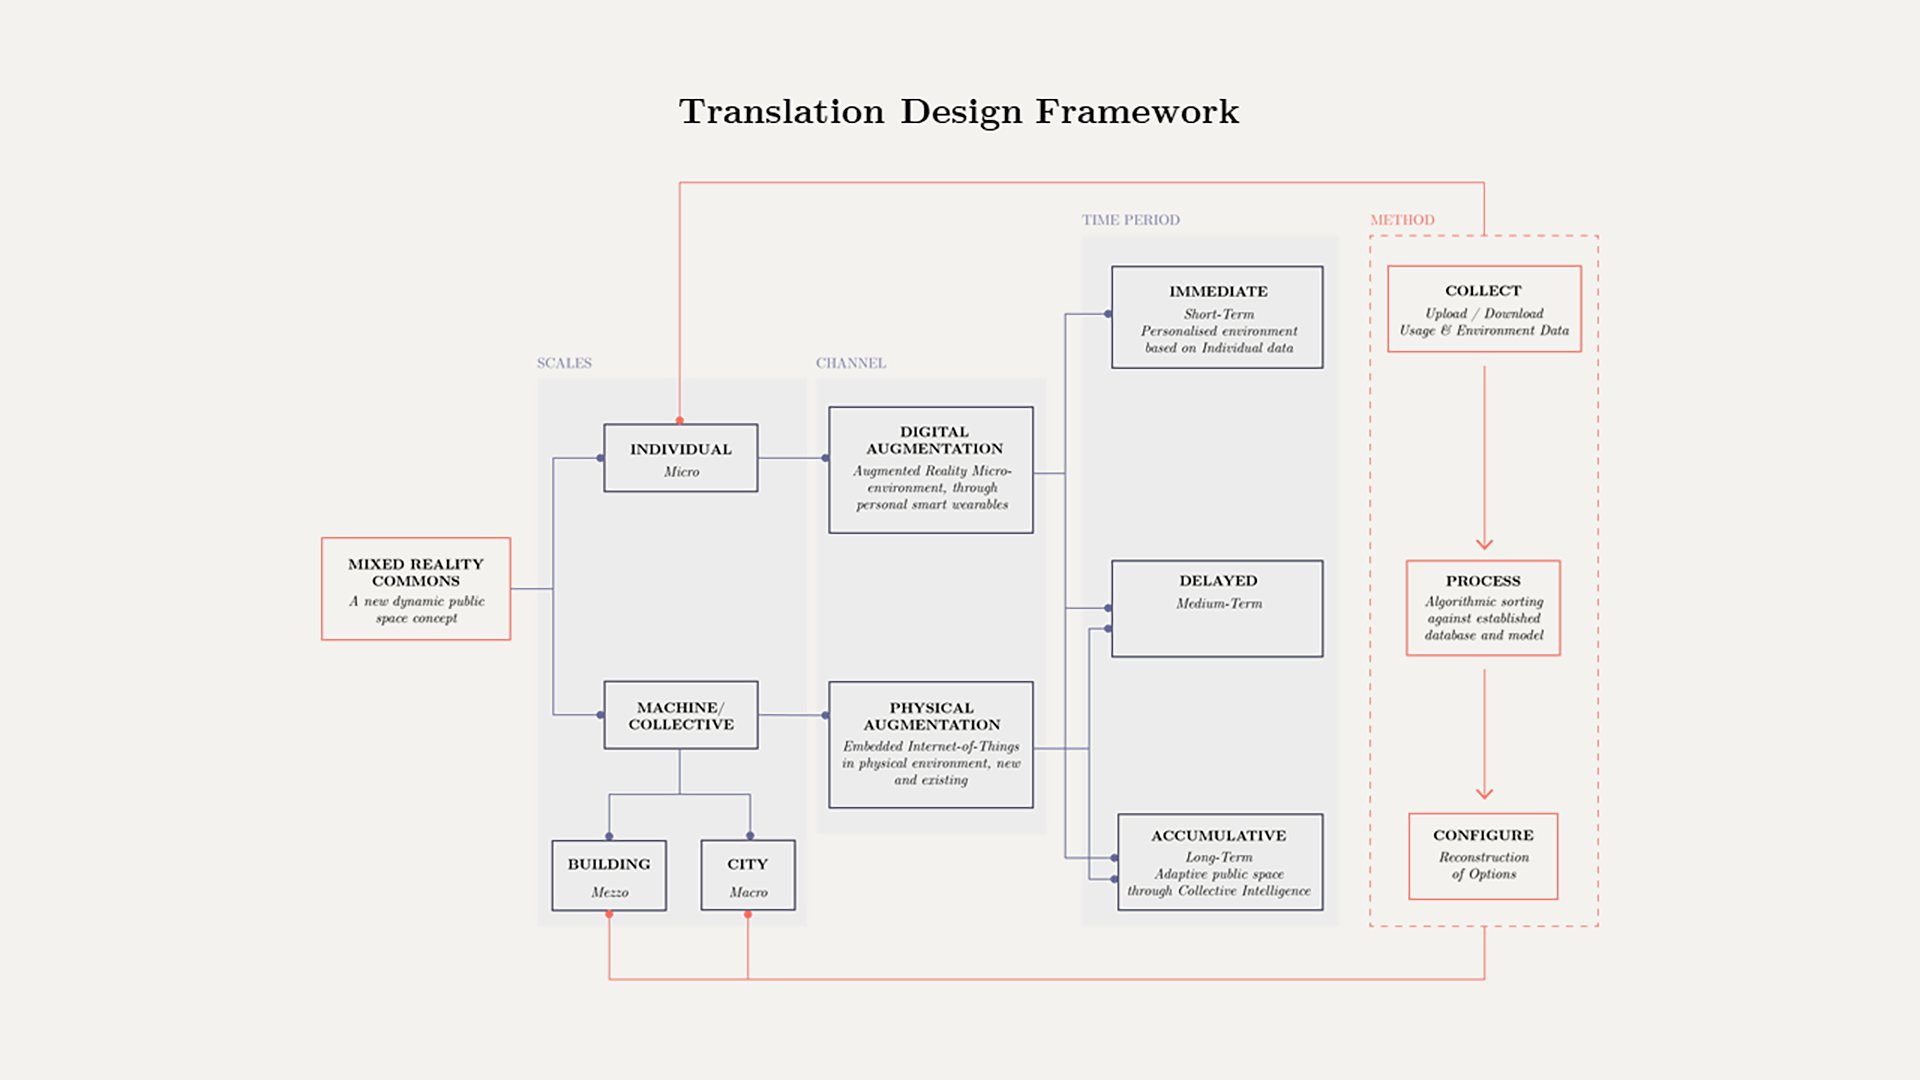 Translation Design Framework
TIME PERIOD
METHOD
IMMEDIATE
Short-Term
Personalised environment
based on Individual data
COLLECT
Upload / Download
Usage & Environment Data
SCALES
CHANNEL
INDIVIDUAL
Micro
DIGITAL
AUGMENTATION
Augmented Reality Micro-
environment, through
personal smart wearables
MIXED REALITY
COMMONS
A new dynamic public
space concept
DELAYED
Medium-Term
PROCESS
Algorithmic sorting
against established
database and model
MACHINE/
COLLECTIVE
PHYSICAL
AUGMENTATION
Embedded Internet-of-Things
in physical environment, new
and existing
BUILDING
Mezzo
CITY
Macro
ACCUMULATIVE
Long-Term
Adaptive public space
through Collective Intelligence
CONFIGURE
Reconstruction
of Options